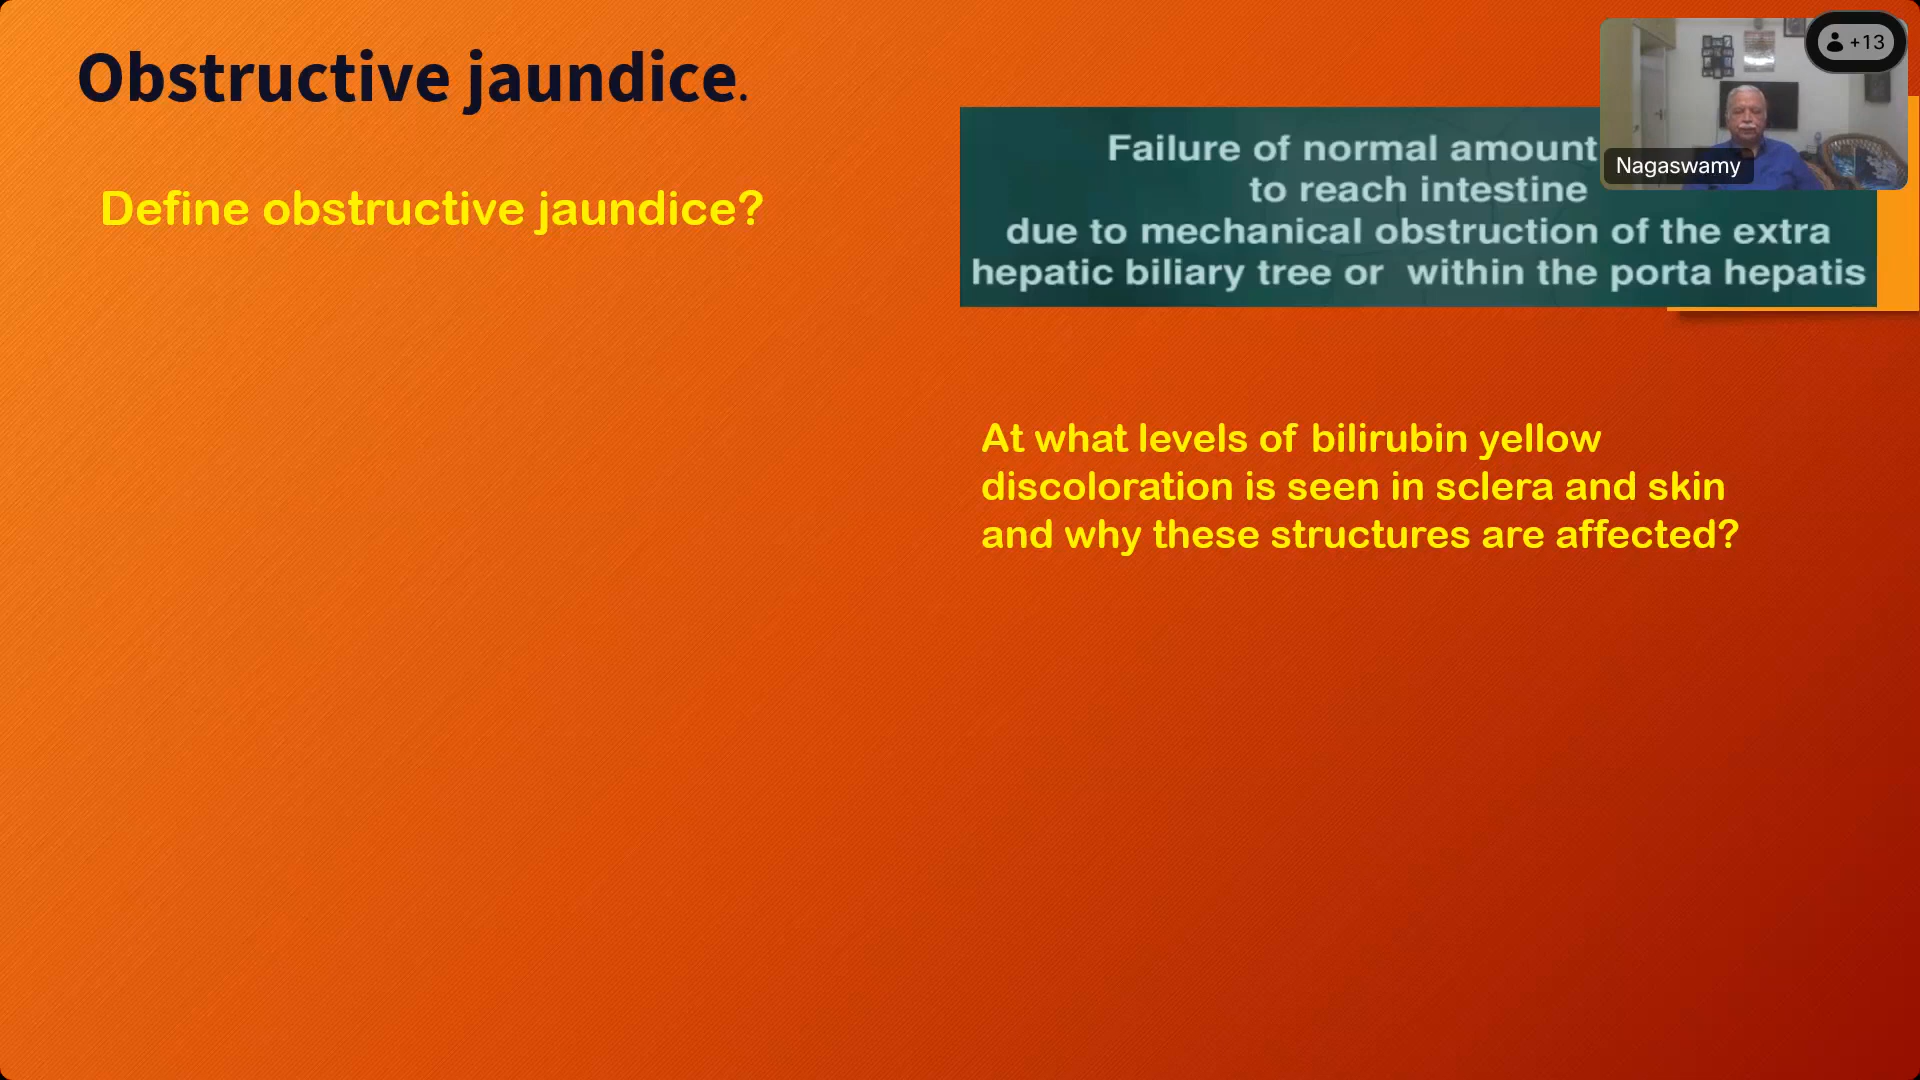 Obstructive jaundice.
Define obstructive jaundice?
Failure of normal amount
to reach intestine
due to mechanical obstruction of the extra
hepatic biliary tree or within the porta hepatis
At what levels of bilirubin yellow
discoloration is seen in sclera and skin
and why these structures are affected?
+13
Nagaswamy